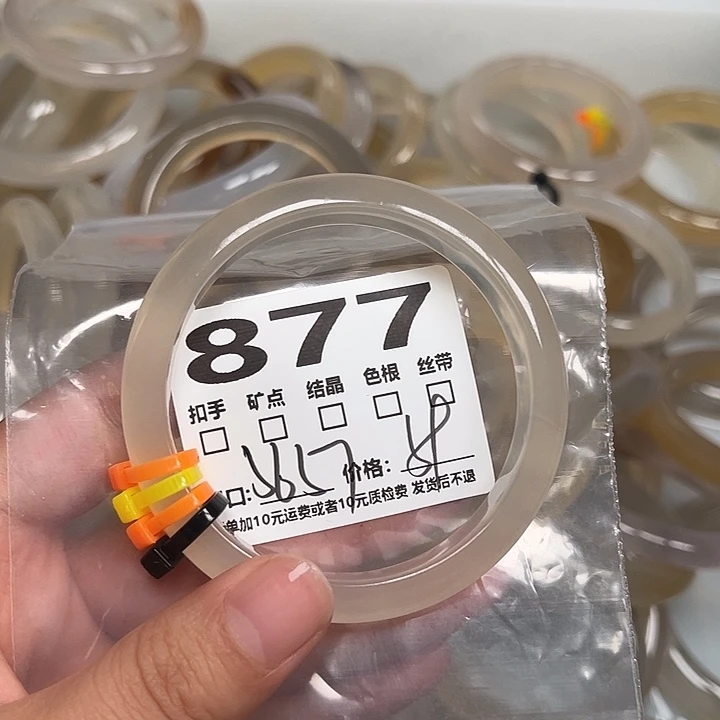 877
扣手 矿点 结晶 色根 丝带
口: 价格:
单加10元运费或者10元质检费 发货后不退